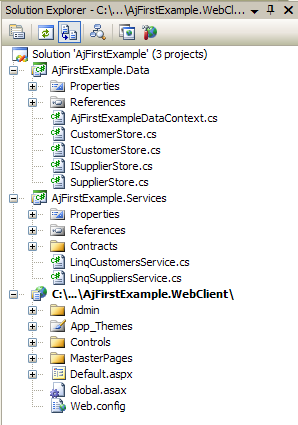 Solution Explorer - C:\...\AjFirstExample.WebCli...
Solution 'AjFirstExample' (3 projects)
AjFirstExample.Data
Properties
References
AjFirstExampleDataContext.cs
CustomerStore.cs
ICustomerStore.cs
ISupplierStore.cs
SupplierStore.cs
AjFirstExample.Services
Properties
References
Contracts
LinqCustomersService.cs
LinqSuppliersService.cs
C:\...\AjFirstExample.WebClient\
Admin
App_Themes
Controls
MasterPages
Default.aspx
Global.asax
Web.config